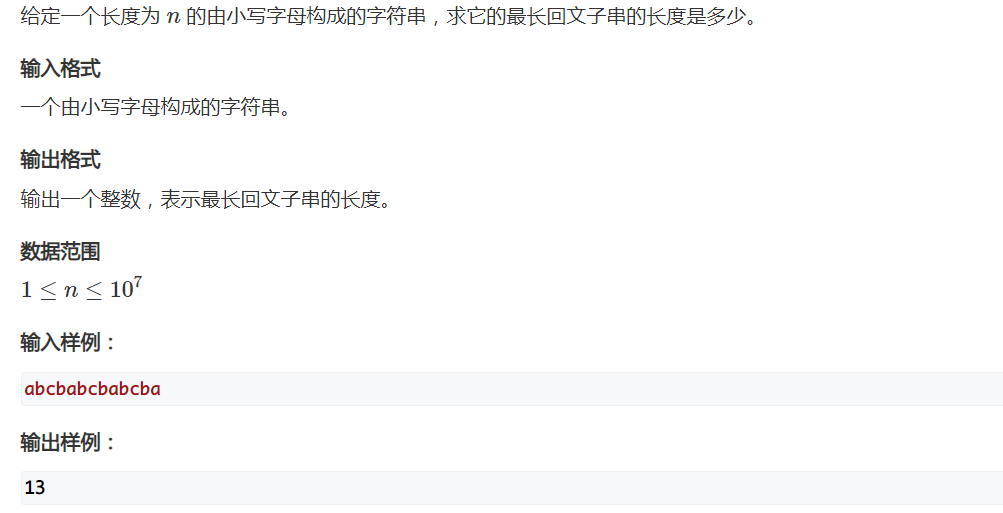 给定一个长度为 n 的由小写字母构成的字符串，求它的最长回文子串的长度是多少。
输入格式
一个由小写字母构成的字符串。
输出格式
输出一个整数，表示最长回文子串的长度。
数据范围
1 ≤ n ≤ 10⁷
输入样例：
abcbabcbabcba
输出样例：
13